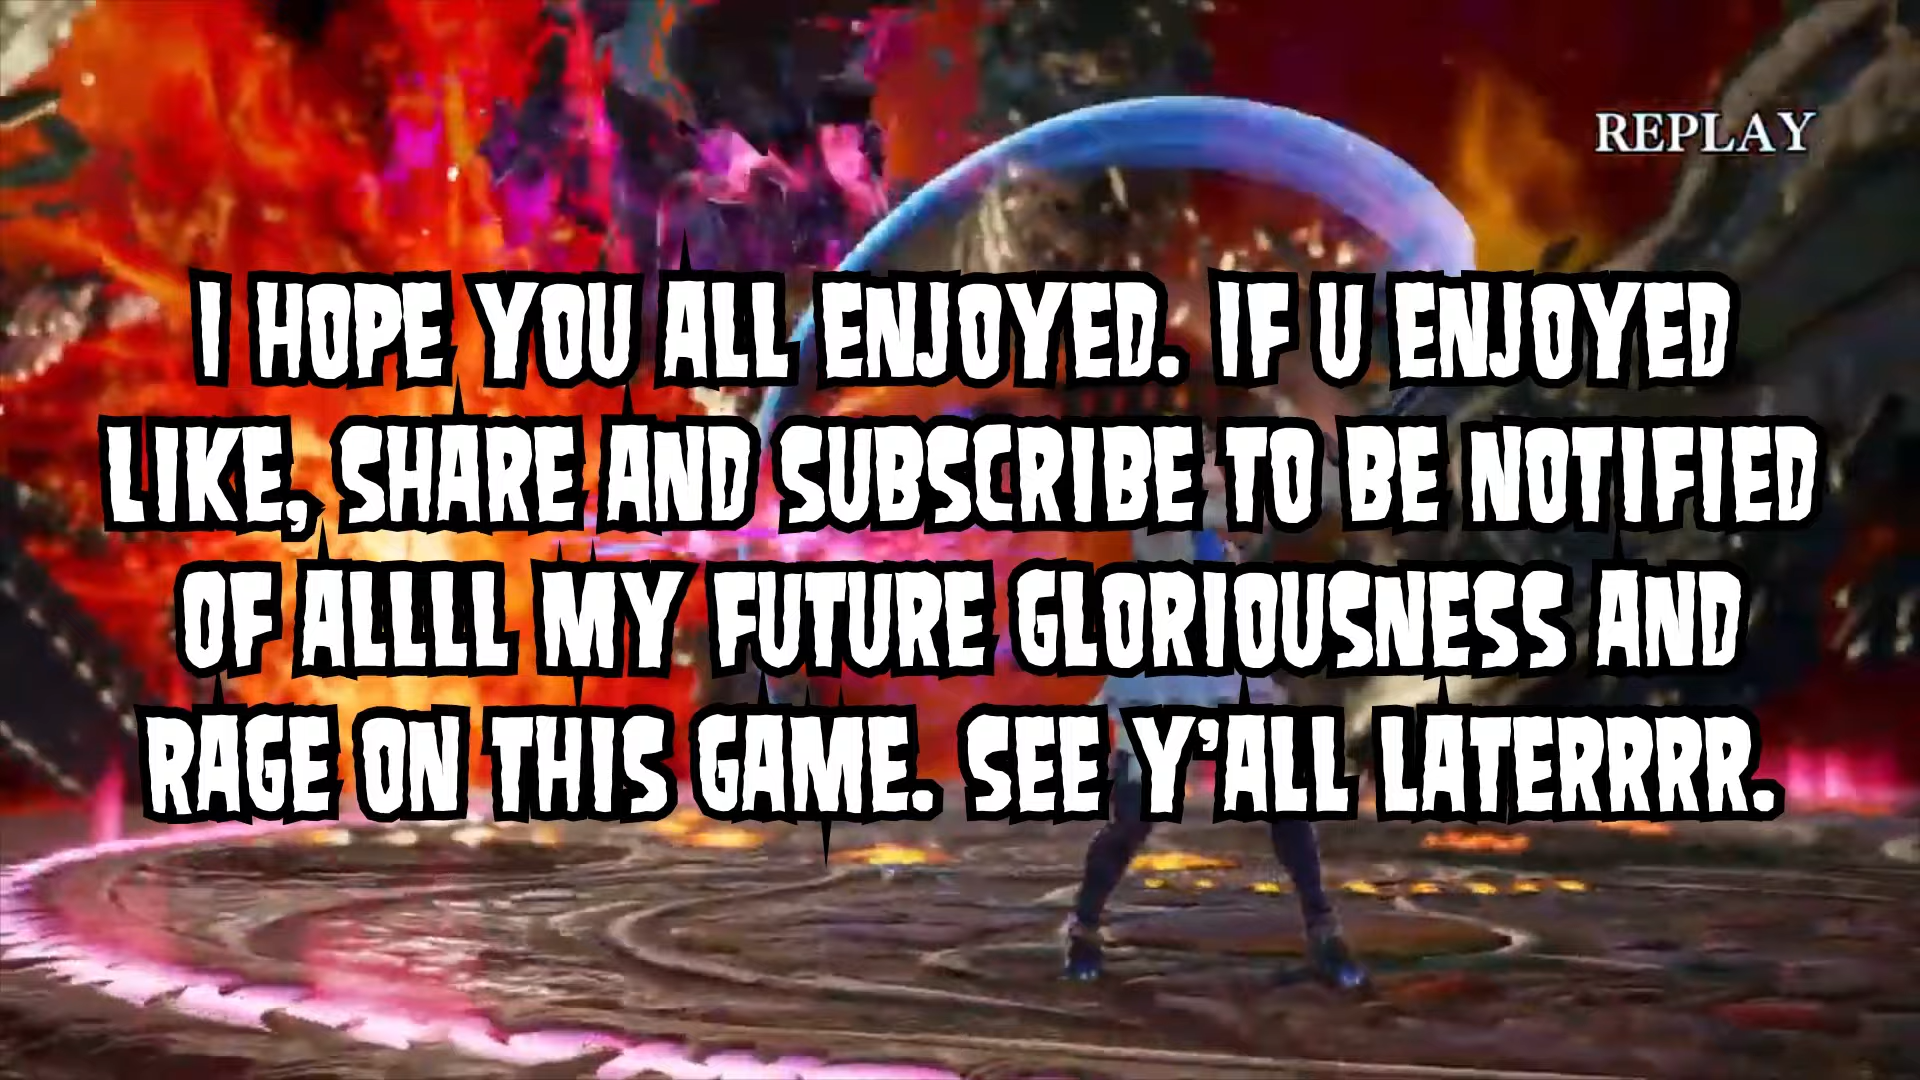 REPLAY
I HOPE YOU ALL ENJOYED. IF U ENJOYED
LIKE, SHARE AND SUBSCRIBE TO BE NOTIFIED
OF ALLLL MY FUTURE GLORIOUSNESS AND
RAGE ON THIS GAME. SEE Y'ALL LATERRRR.